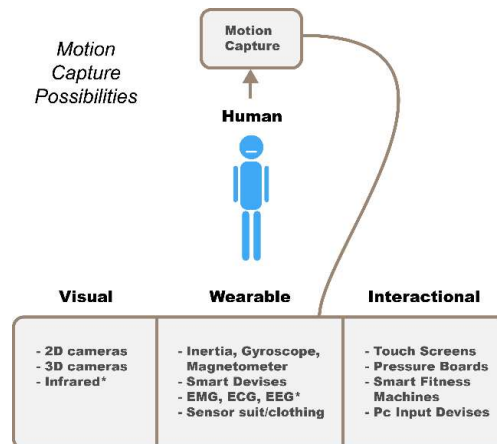 Motion
Capture
Possibilities
Motion
Capture
Human
Visual
- 2D cameras
- 3D cameras
- Infrared*
Wearable
- Inertia, Gyroscope,
Magnetometer
- Smart Devises
- EMG, ECG, EEG*
- Sensor suit/clothing
Interactional
- Touch Screens
- Pressure Boards
- Smart Fitness
Machines
- Pc Input Devises